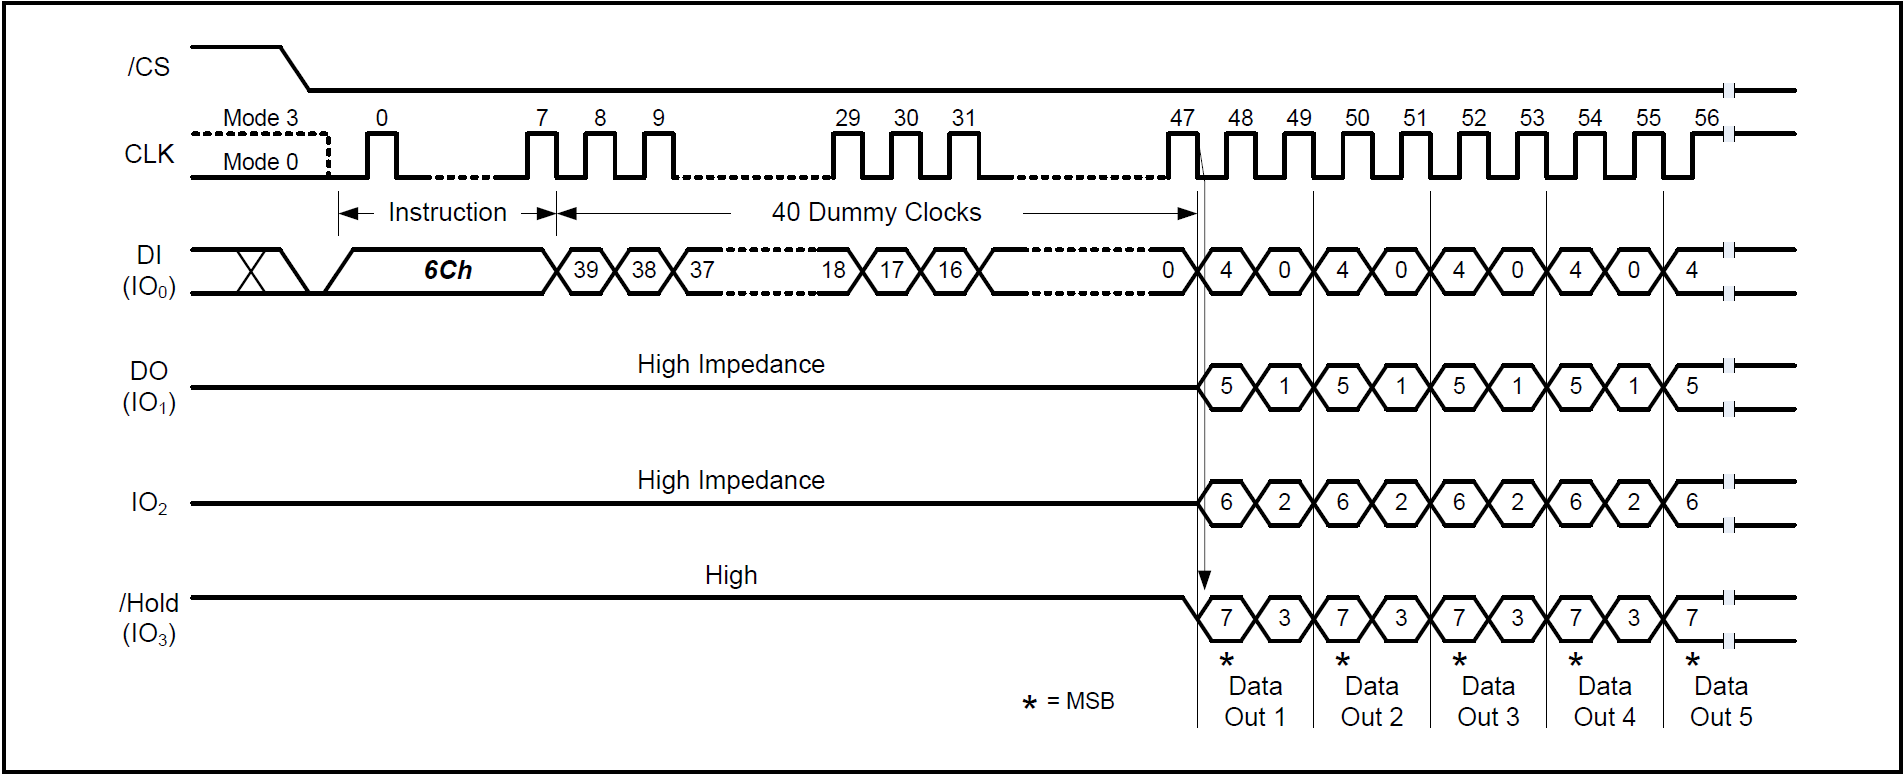 /CS
Mode 3 0 7 8 9 29 30 31 47 48 49 50 51 52 53 54 55 56
CLK
Mode 0
Instruction 40 Dummy Clocks
DI
(IO0)
6Ch 39 38 37 18 17 16 0 4 0 4 0 4 0 4 0 4
High Impedance
DO
(IO1)
5 1 5 1 5 1 5 1 5
High Impedance
IO2
6 2 6 2 6 2 6 2 6
High
/Hold
(IO3)
7 3 7 3 7 3 7 3 7
* * * * *
Data Data Data Data Data
Out 1 Out 2 Out 3 Out 4 Out 5
* = MSB